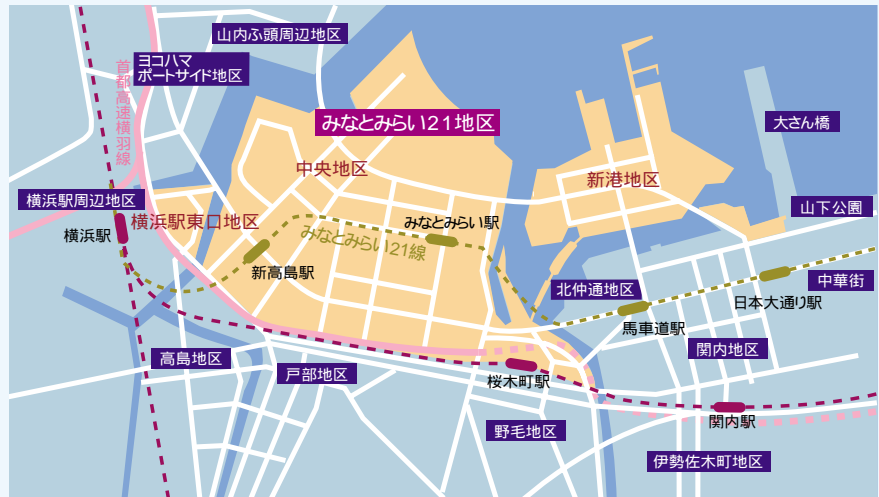 山内ふ頭周辺地区
ヨコハマ
ポートサイド地区
首都高速横羽線
みなとみらい21地区
大さん橋
中央地区
新港地区
横浜駅周辺地区
横浜駅東口地区
山下公園
横浜駅
みなとみらい駅
みなとみらい21線
新高島駅
北仲通地区
中華街
日本大通り駅
馬車道駅
高島地区
戸部地区
関内地区
桜木町駅
関内駅
野毛地区
伊勢佐木町地区